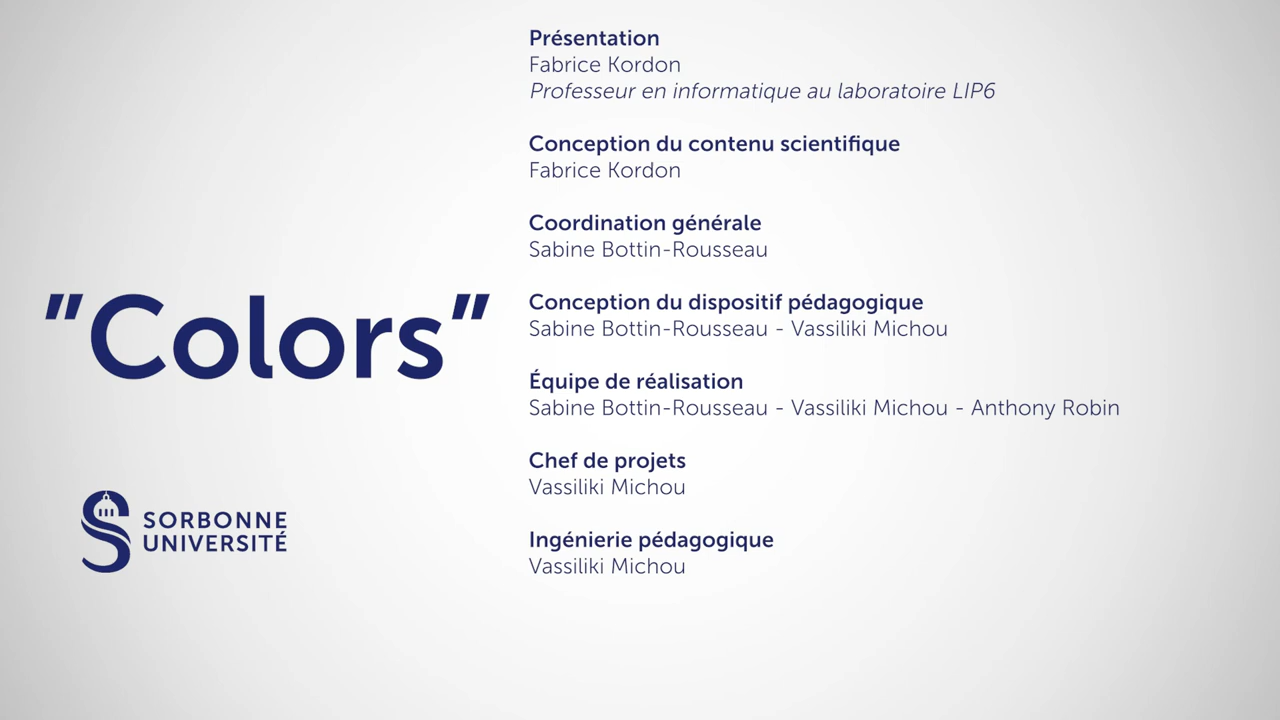 "Colors"
SORBONNE
UNIVERSITÉ
Présentation
Fabrice Kordon
Professeur en informatique au laboratoire LIP6
Conception du contenu scientifique
Fabrice Kordon
Coordination générale
Sabine Bottin-Rousseau
Conception du dispositif pédagogique
Sabine Bottin-Rousseau - Vassiliki Michou
Équipe de réalisation
Sabine Bottin-Rousseau - Vassiliki Michou - Anthony Robin
Chef de projets
Vassiliki Michou
Ingénierie pédagogique
Vassiliki Michou